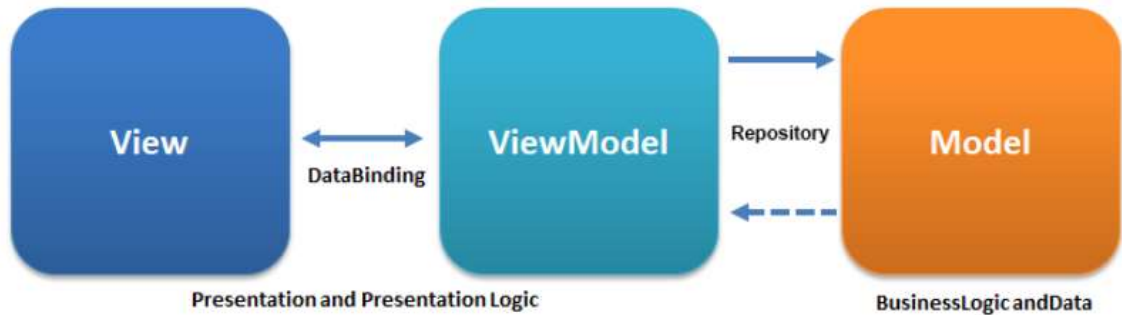 View
DataBinding
ViewModel
Repository
Model
Presentation and Presentation Logic
BusinessLogic andData